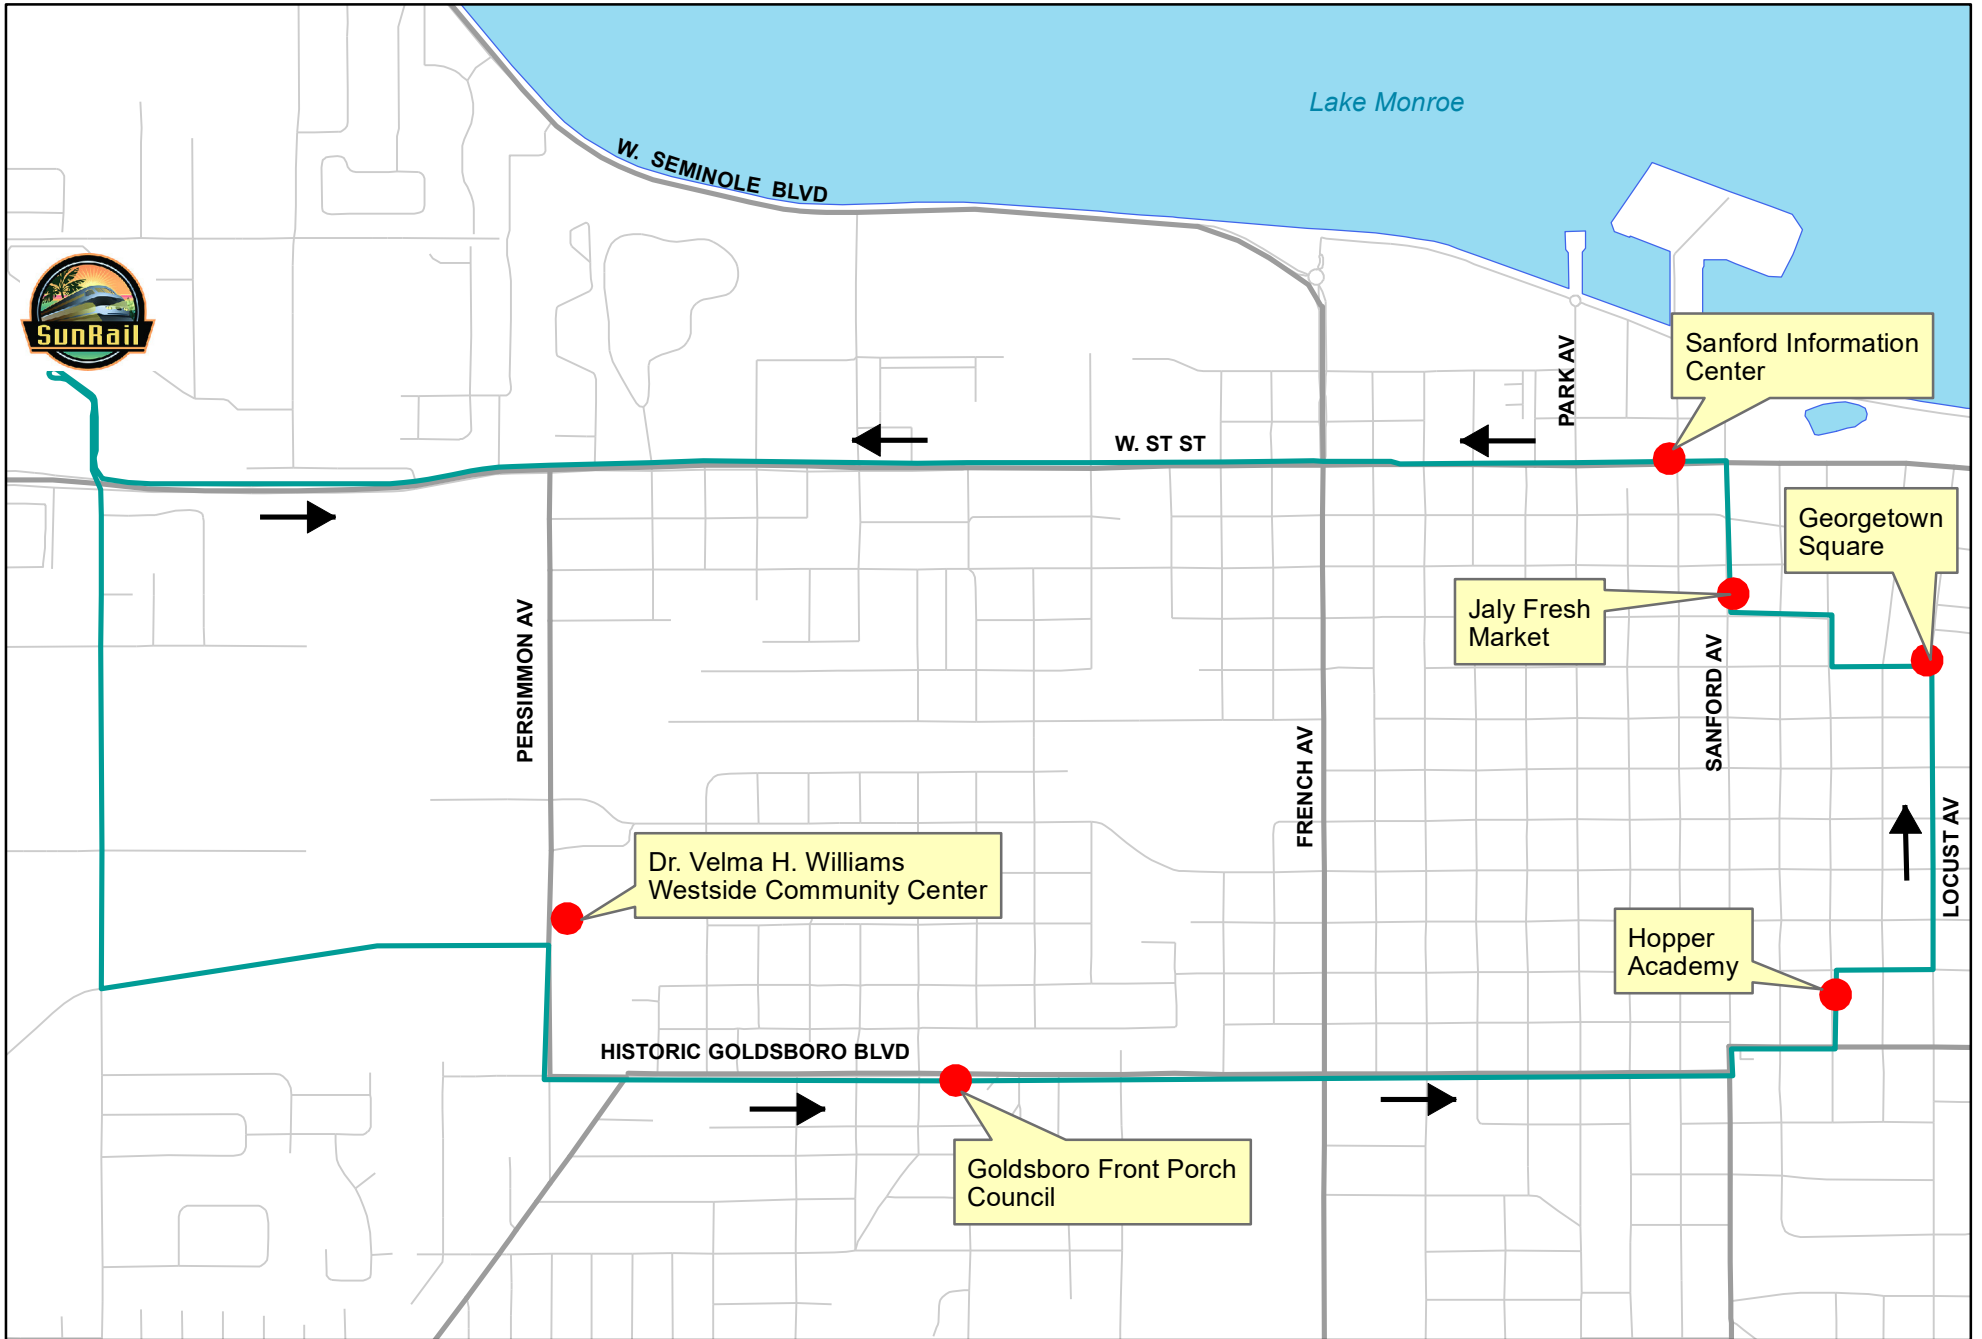 Lake Monroe
W. SEMINOLE BLVD
SunRail
Sanford Information
Center
PARK AV
W. ST ST
Georgetown
Square
Jaly Fresh
Market
PERSIMMON AV
SANFORD AV
FRENCH AV
LOCUST AV
Dr. Velma H. Williams
Westside Community Center
Hopper
Academy
HISTORIC GOLDSBORO BLVD
Goldsboro Front Porch
Council